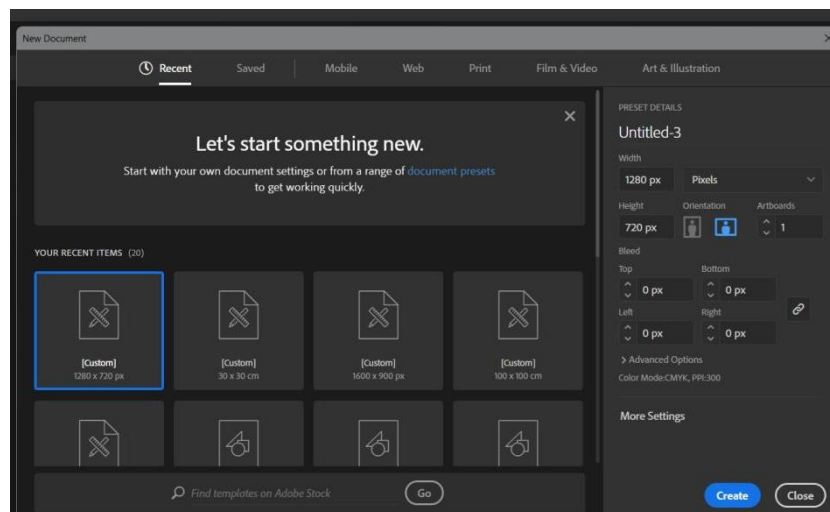 New Document
Recent Saved Mobile Web Print Film & Video Art & Illustration
Let's start something new.
Start with your own document settings or from a range of document presets
to get working quickly.
YOUR RECENT ITEMS (20)
[Custom]
1280 x 720 px
[Custom]
30 x 30 cm
[Custom]
1600 x 900 px
[Custom]
100 x 100 cm
Find templates on Adobe Stock Go
PRESET DETAILS
Untitled-3
Width
1280 px Pixels
Height Orientation Artboards
720 px 1
Bleed
Top Bottom
0 px 0 px
Left Right
0 px 0 px
> Advanced Options
Color Mode:CMYK, PPI:300
More Settings
Create Close